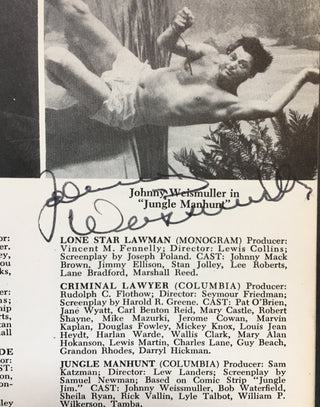 Johnny Weismuller in
"Jungle Manhunt"
Johnny
Weissmuller
LONE STAR LAWMAN (MONOGRAM) Producer:
Vincent M. Fennelly; Director: Lewis Collins;
Screenplay by Joseph Poland. CAST: Johnny Mack
Brown, Jimmy Ellison, Stan Jolley, Lee Roberts,
Lane Bradford, Marshall Reed.
CRIMINAL LAWYER (COLUMBIA) Producer:
Rudolph C. Flothow; Director: Seymour Friedman;
Screenplay by Harold R. Greene. CAST: Pat O'Brien,
Jane Wyatt, Carl Benton Reid, Mary Castle, Robert
Shayne, Mike Mazurki, Jerome Cowan, Marvin
Kaplan, Douglas Fowley, Mickey Knox, Louis Jean
Heydt, Harlan Warde, Wallis Clark, Mary Alan
Hokanson, Lewis Martin, Charles Lane, Guy Beach,
Grandon Rhodes, Darryl Hickman.
JUNGLE MANHUNT (COLUMBIA) Producer: Sam
Katzman; Director: Lew Landers; Screenplay by
Samuel Newman; Based on Comic Strip "Jungle
Jim." CAST: Johnny Weissmuller, Bob Waterfield,
Sheila Ryan, Rick Vallin, Lyle Talbot, William P.
Wilkerson, Tamba.